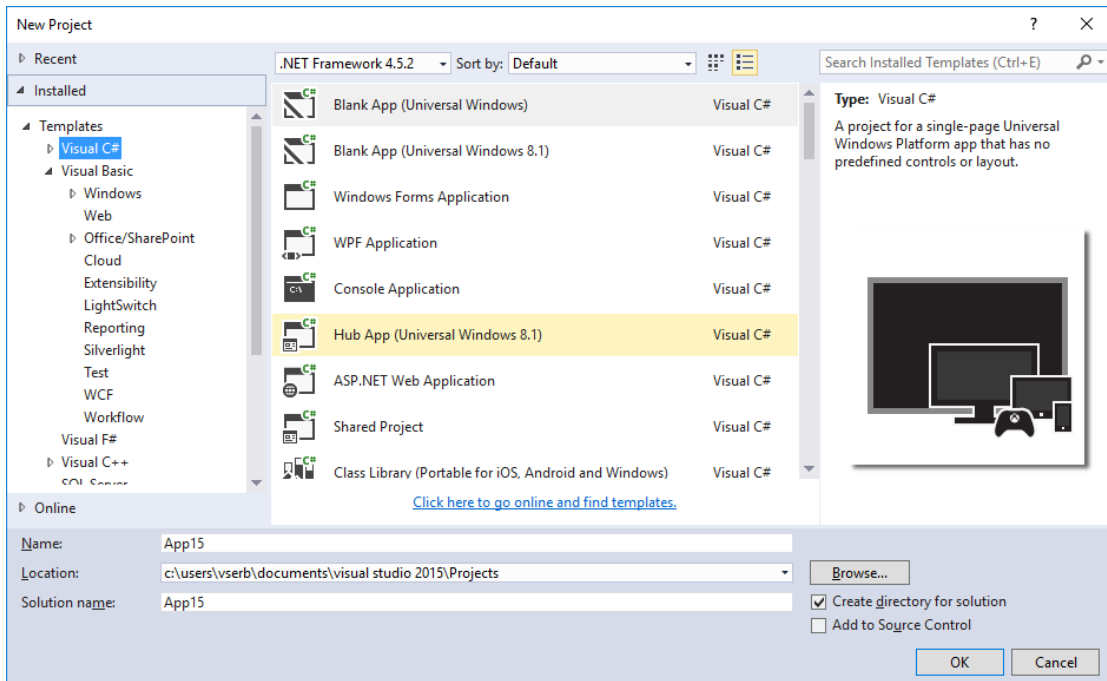 New Project
?
Recent
.NET Framework 4.5.2
Sort by: Default
Search Installed Templates (Ctrl+E)
Installed
Templates
Visual C#
Visual Basic
Windows
Web
Office/SharePoint
Cloud
Extensibility
LightSwitch
Reporting
Silverlight
Test
WCF
Workflow
Visual F#
Visual C++
SQL Server
Online
C# Blank App (Universal Windows) Visual C#
C# Blank App (Universal Windows 8.1) Visual C#
C# Windows Forms Application Visual C#
C# WPF Application Visual C#
C# C:\ Console Application Visual C#
C# Hub App (Universal Windows 8.1) Visual C#
C# ASP.NET Web Application Visual C#
C# Shared Project Visual C#
C# Class Library (Portable for iOS, Android and Windows) Visual C#
Click here to go online and find templates.
Type: Visual C#
A project for a single-page Universal
Windows Platform app that has no
predefined controls or layout.
Name: App15
Location: c:\users\vserb\documents\visual studio 2015\Projects
Browse...
Solution name: App15
Create directory for solution
Add to Source Control
OK
Cancel